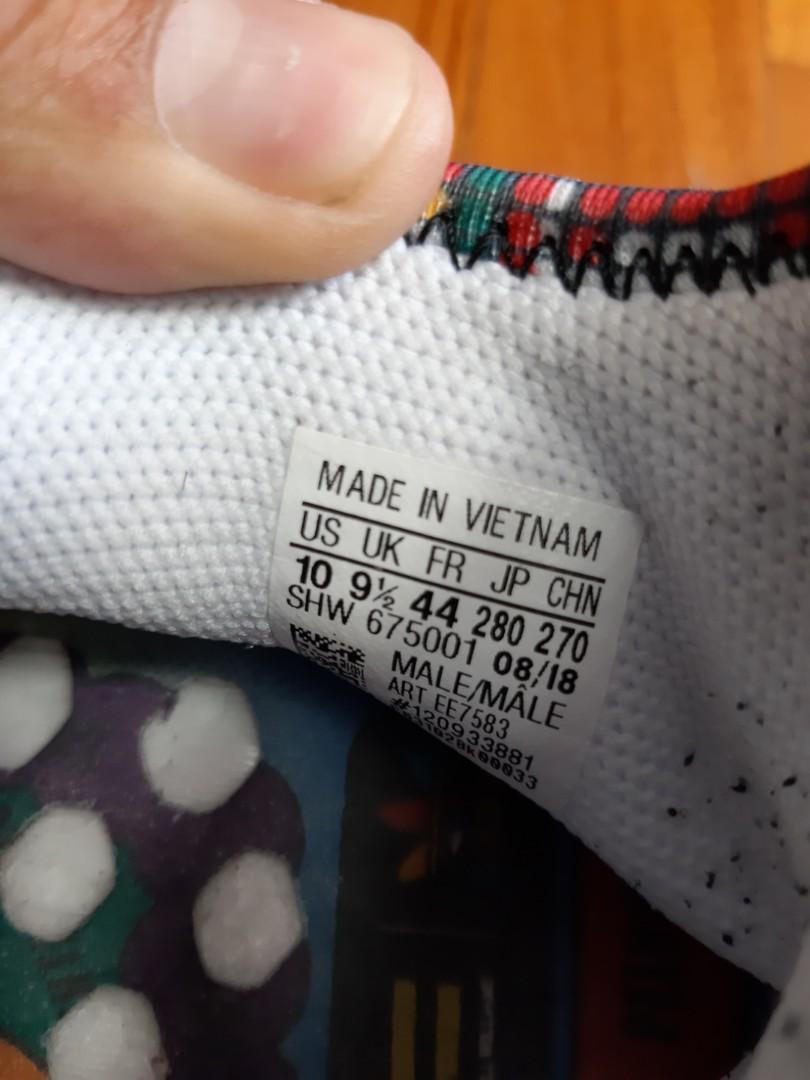 MADE IN VIETNAM
US UK FR JP CHN
10 9½ 44 280 270
SHW 675001 08/18
MALE/MÂLE
ART EE7583
#120933881